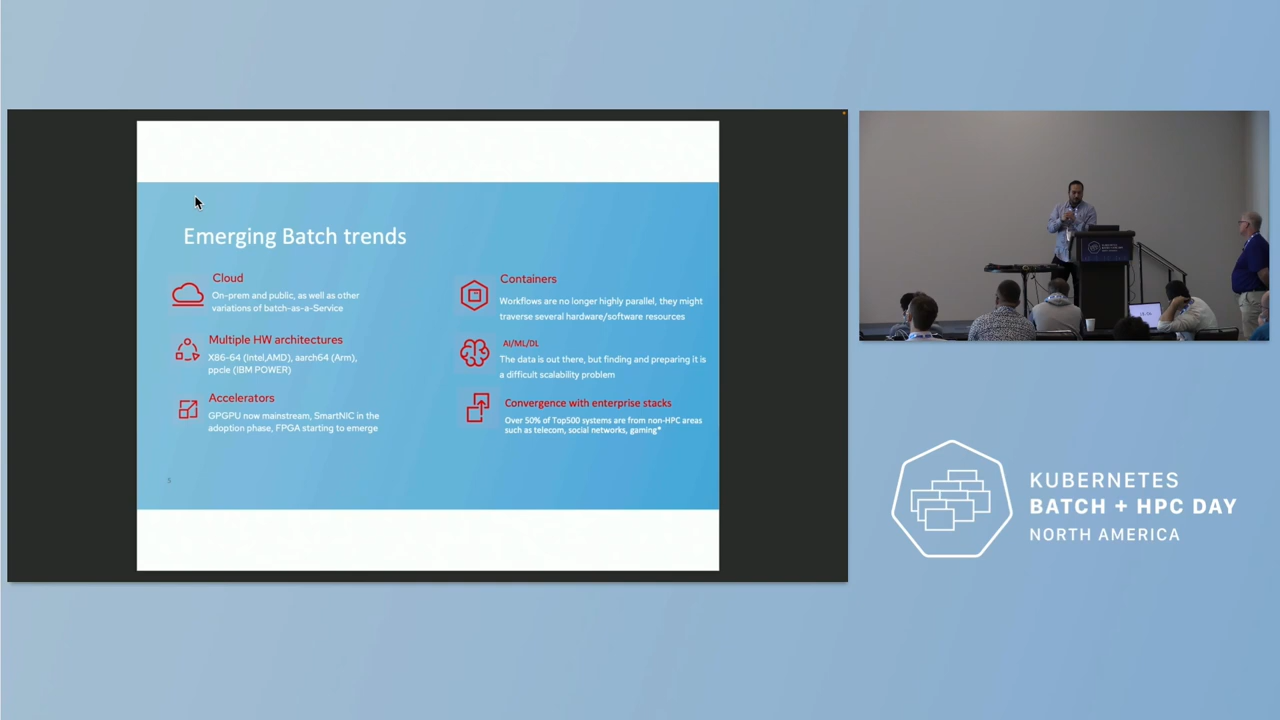 Emerging Batch trends
Cloud
On-prem and public, as well as other
variations of batch-as-a-Service
Multiple HW architectures
X86-64 (Intel,AMD), aarch64 (Arm),
ppcle (IBM POWER)
Accelerators
GPGPU now mainstream, SmartNIC in the
adoption phase, FPGA starting to emerge
Containers
Workflows are no longer highly parallel, they might
traverse several hardware/software resources
AI/ML/DL
The data is out there, but finding and preparing it is
a difficult scalability problem
Convergence with enterprise stacks
Over 50% of Top500 systems are from non-HPC areas
such as telecom, social networks, gaming*
5
KUBERNETES
BATCH + HPC DAY
NORTH AMERICA